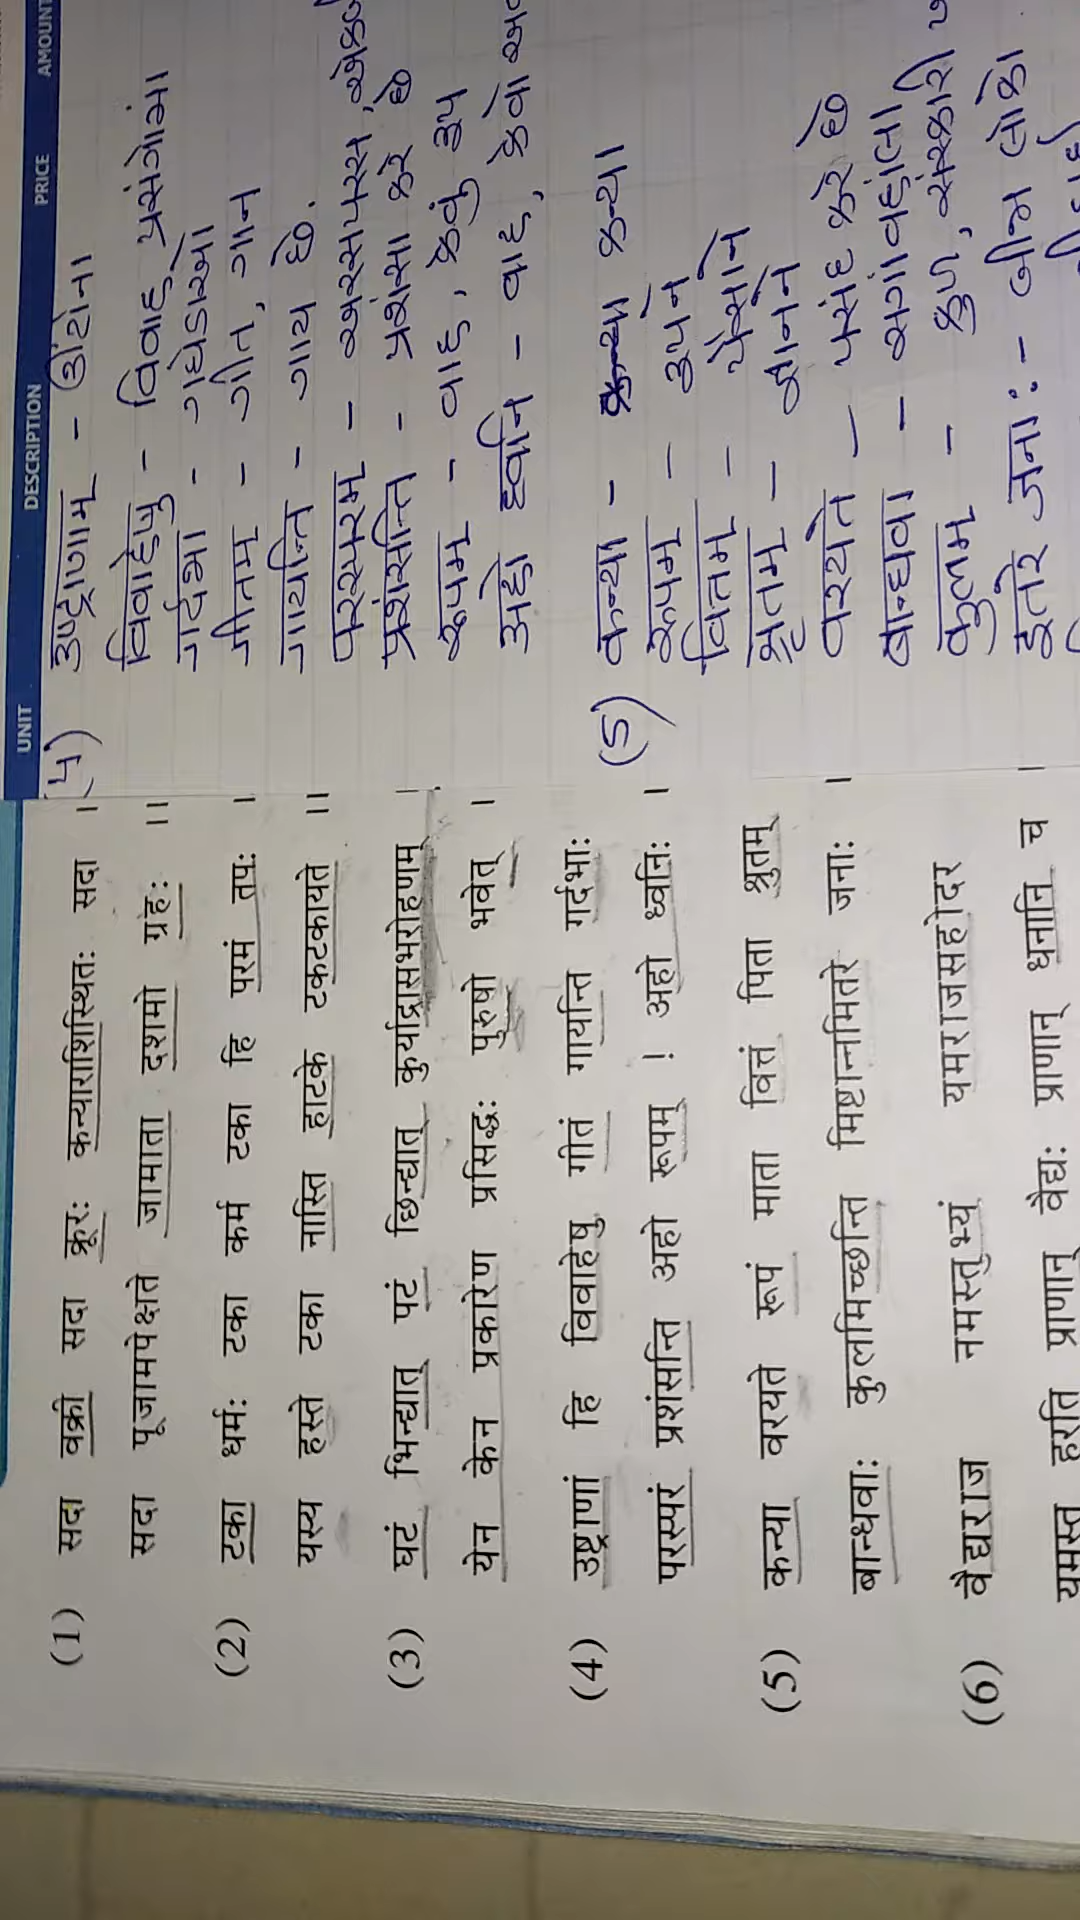 (1) सदा वक्री सदा क्रूरः कन्याराशिस्थितः सदा ।
सदा पूजामपेक्षते जामाता दशमो ग्रहः ॥
(2) टका धर्मः टका कर्म टका हि परमं तपः ।
यस्य हस्ते टका नास्ति हाटके टकटकायते ॥
(3) घटं भिन्द्यात् पटं छिन्द्यात् कुर्याद्रासभरोहणम् ।
येन केन प्रकारेण प्रसिद्धः पुरुषो भवेत् ।
(4) उष्ट्राणां हि विवाहेषु गीतं गायन्ति गर्दभाः
परस्परं प्रशंसन्ति अहो रूपम् ! अहो ध्वनिः ।
(5) कन्या वरयते रूपं माता वित्तं पिता श्रुतम्
बान्धवाः कुलमिच्छन्ति मिष्टान्नमितरे जनाः ।
(6) वैद्यराज नमस्तुभ्यं यमराजसहोदर
यमस्तु हरति प्राणान् वैद्यः प्राणान् धनानि च ।
UNIT DESCRIPTION PRICE AMOUNT
(4) उष्ट्राणाम् - ઊંટોના
विवाहेषु - વિવાહ પ્રસંગોમાં
गर्दभा - ગધેડાઓ
गीतम् - ગીત, ગાન
गायन्ति - ગાય છે.
परस्परम् - અરસપરસ,
प्रशंसन्ति - પ્રશંસા કરે છે
रूपम् - વાહ, કેવું રૂપ
अहो ध्वनि - વાહ, કેવો
(5) कन्या - કન્યા
रूपम् - રૂપને
वित्तम् - પૈસાને
श्रुतम् - જ્ઞાનને
वरयते - પસંદ કરે છે
बान्धवा - સગાંવહાલા
कुलम् - કુળ, સંસ્કારિ
इतरे जनाः - બીજા લોકો